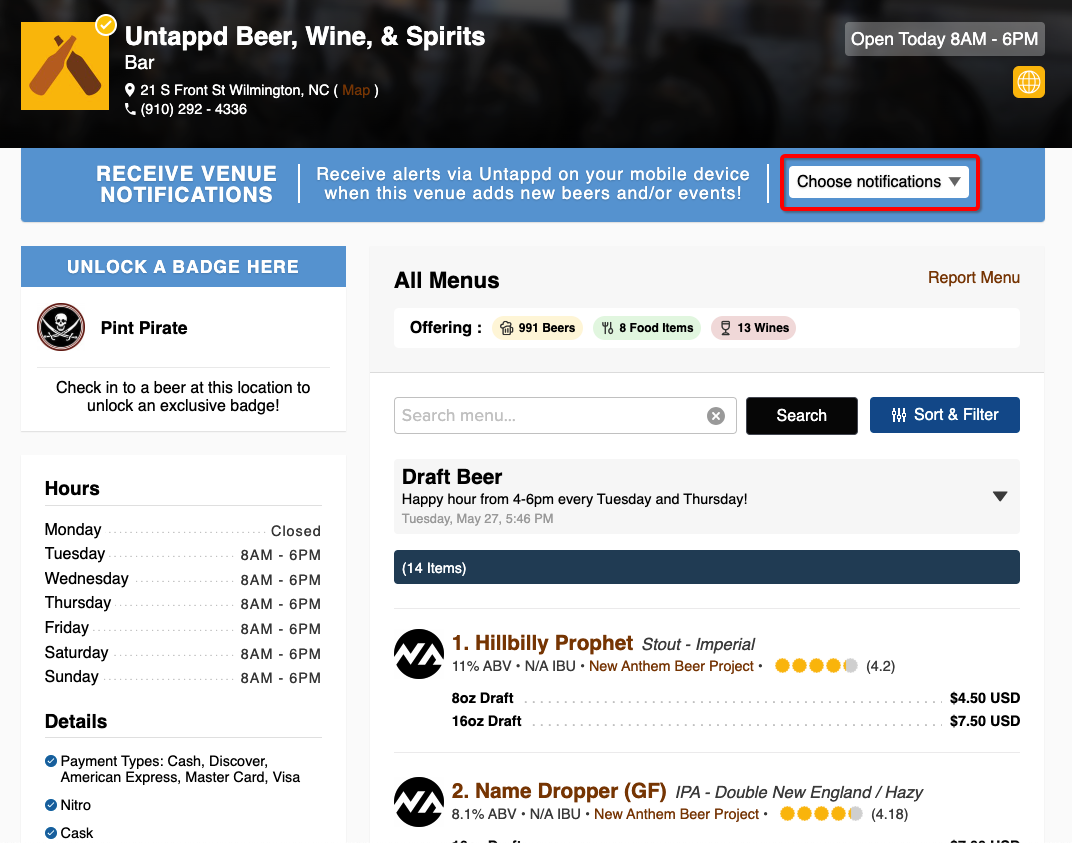 Untappd Beer, Wine, & Spirits
Bar
21 S Front St Wilmington, NC ( Map )
(910) 292 - 4336
Open Today 8AM - 6PM
RECEIVE VENUE
NOTIFICATIONS
Receive alerts via Untappd on your mobile device
when this venue adds new beers and/or events!
Choose notifications
UNLOCK A BADGE HERE
Pint Pirate
Check in to a beer at this location to
unlock an exclusive badge!
Hours
Monday Closed
Tuesday 8AM - 6PM
Wednesday 8AM - 6PM
Thursday 8AM - 6PM
Friday 8AM - 6PM
Saturday 8AM - 6PM
Sunday 8AM - 6PM
Details
Payment Types: Cash, Discover,
American Express, Master Card, Visa
Nitro
Cask
All Menus
Report Menu
Offering : 991 Beers 8 Food Items 13 Wines
Search menu...
Search
Sort & Filter
Draft Beer
Happy hour from 4-6pm every Tuesday and Thursday!
Tuesday, May 27, 5:46 PM
(14 Items)
1. Hillbilly Prophet Stout - Imperial
11% ABV • N/A IBU • New Anthem Beer Project • (4.2)
8oz Draft $4.50 USD
16oz Draft $7.50 USD
2. Name Dropper (GF) IPA - Double New England / Hazy
8.1% ABV • N/A IBU • New Anthem Beer Project • (4.18)